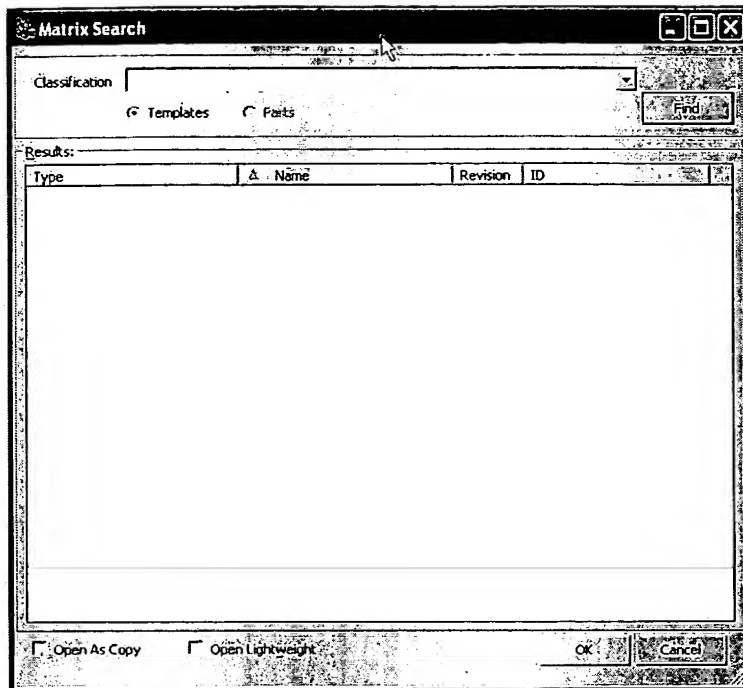 Matrix Search
Classification
Templates Parts
Find
Results:
Type Name Revision ID
Open As Copy Open Lightweight OK Cancel